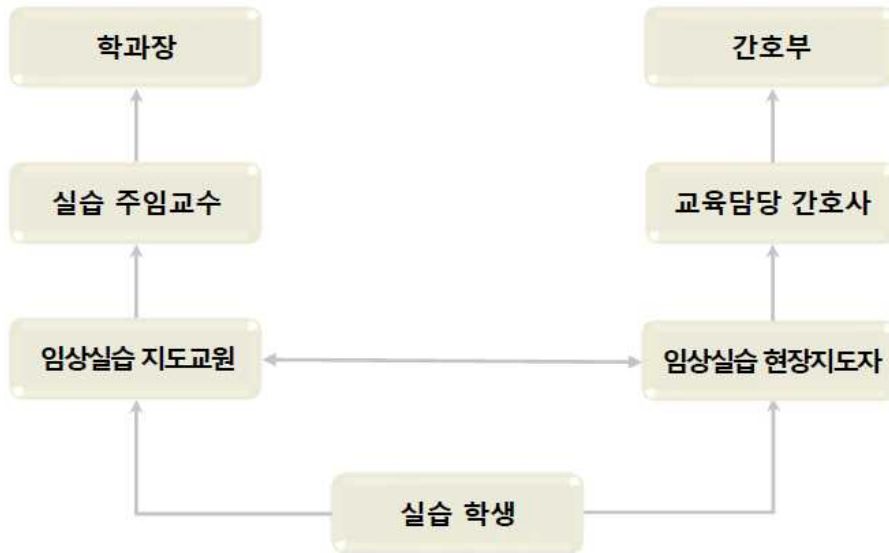 학과장
간호부
실습 주임교수
교육담당 간호사
임상실습 지도교원
임상실습 현장지도자
실습 학생